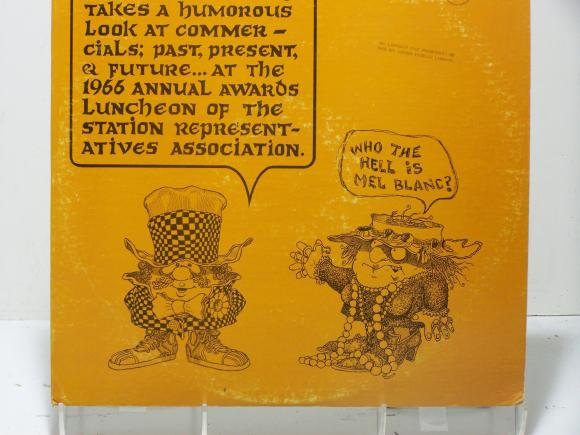 TAKES A HUMOROUS
LOOK AT COMMER-
CIALS; PAST, PRESENT,
& FUTURE... AT THE
1966 ANNUAL AWARDS
LUNCHEON OF THE
STATION REPRESENT-
ATIVES ASSOCIATION.
WHO THE
HELL IS
MEL BLANC?